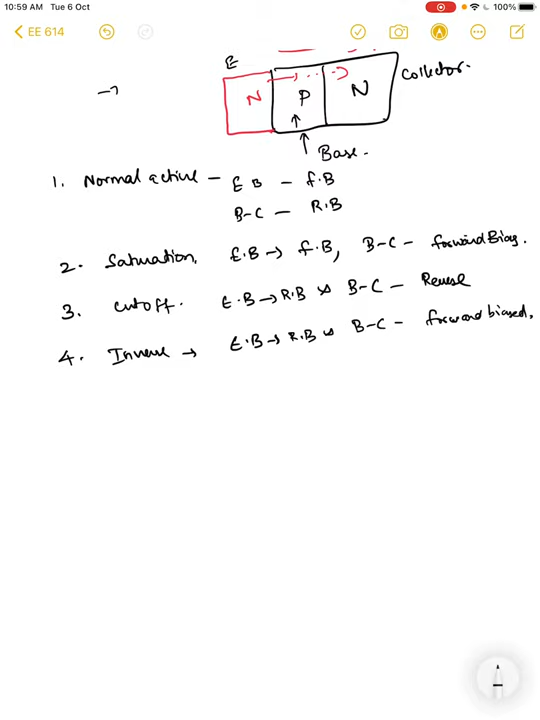 10:59 AM Tue 6 Oct 100%
EE 614
E
N P N Collector.
Base.
1. Normal active — EB — f.B
B-C — R.B
2. Saturation, E.B → f.B, B-C — forward Bias.
3. Cutoff. E.B → R.B & B-C — Reverse
4. Inverse → E.B → R.B & B-C — forward biased,